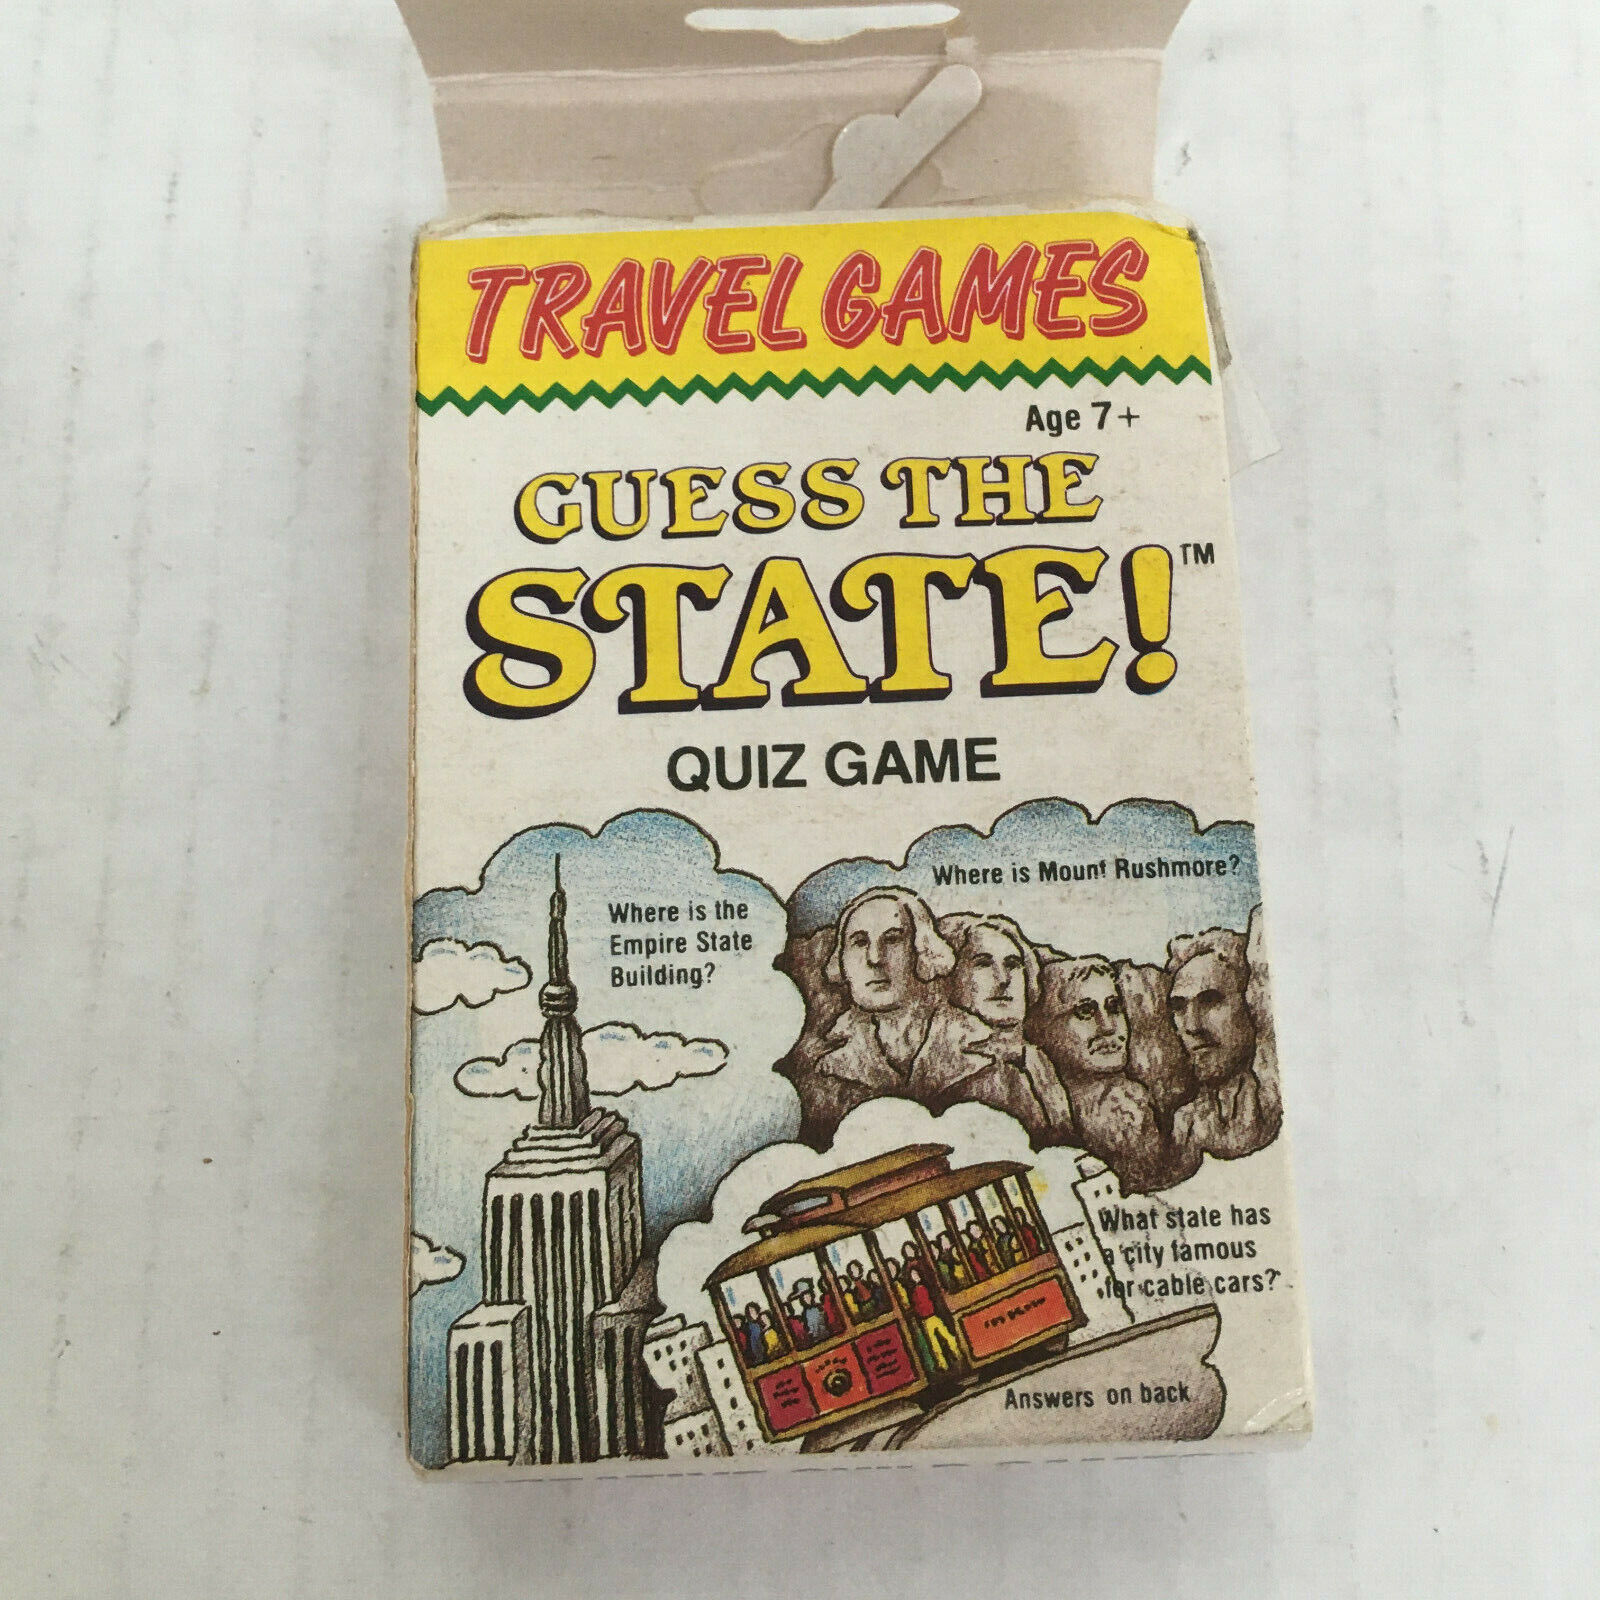 TRAVEL GAMES
Age 7+
GUESS THE
STATE!™
QUIZ GAME
Where is the
Empire State
Building?
Where is Mount Rushmore?
What state has
a city famous
for cable cars?
Answers on back